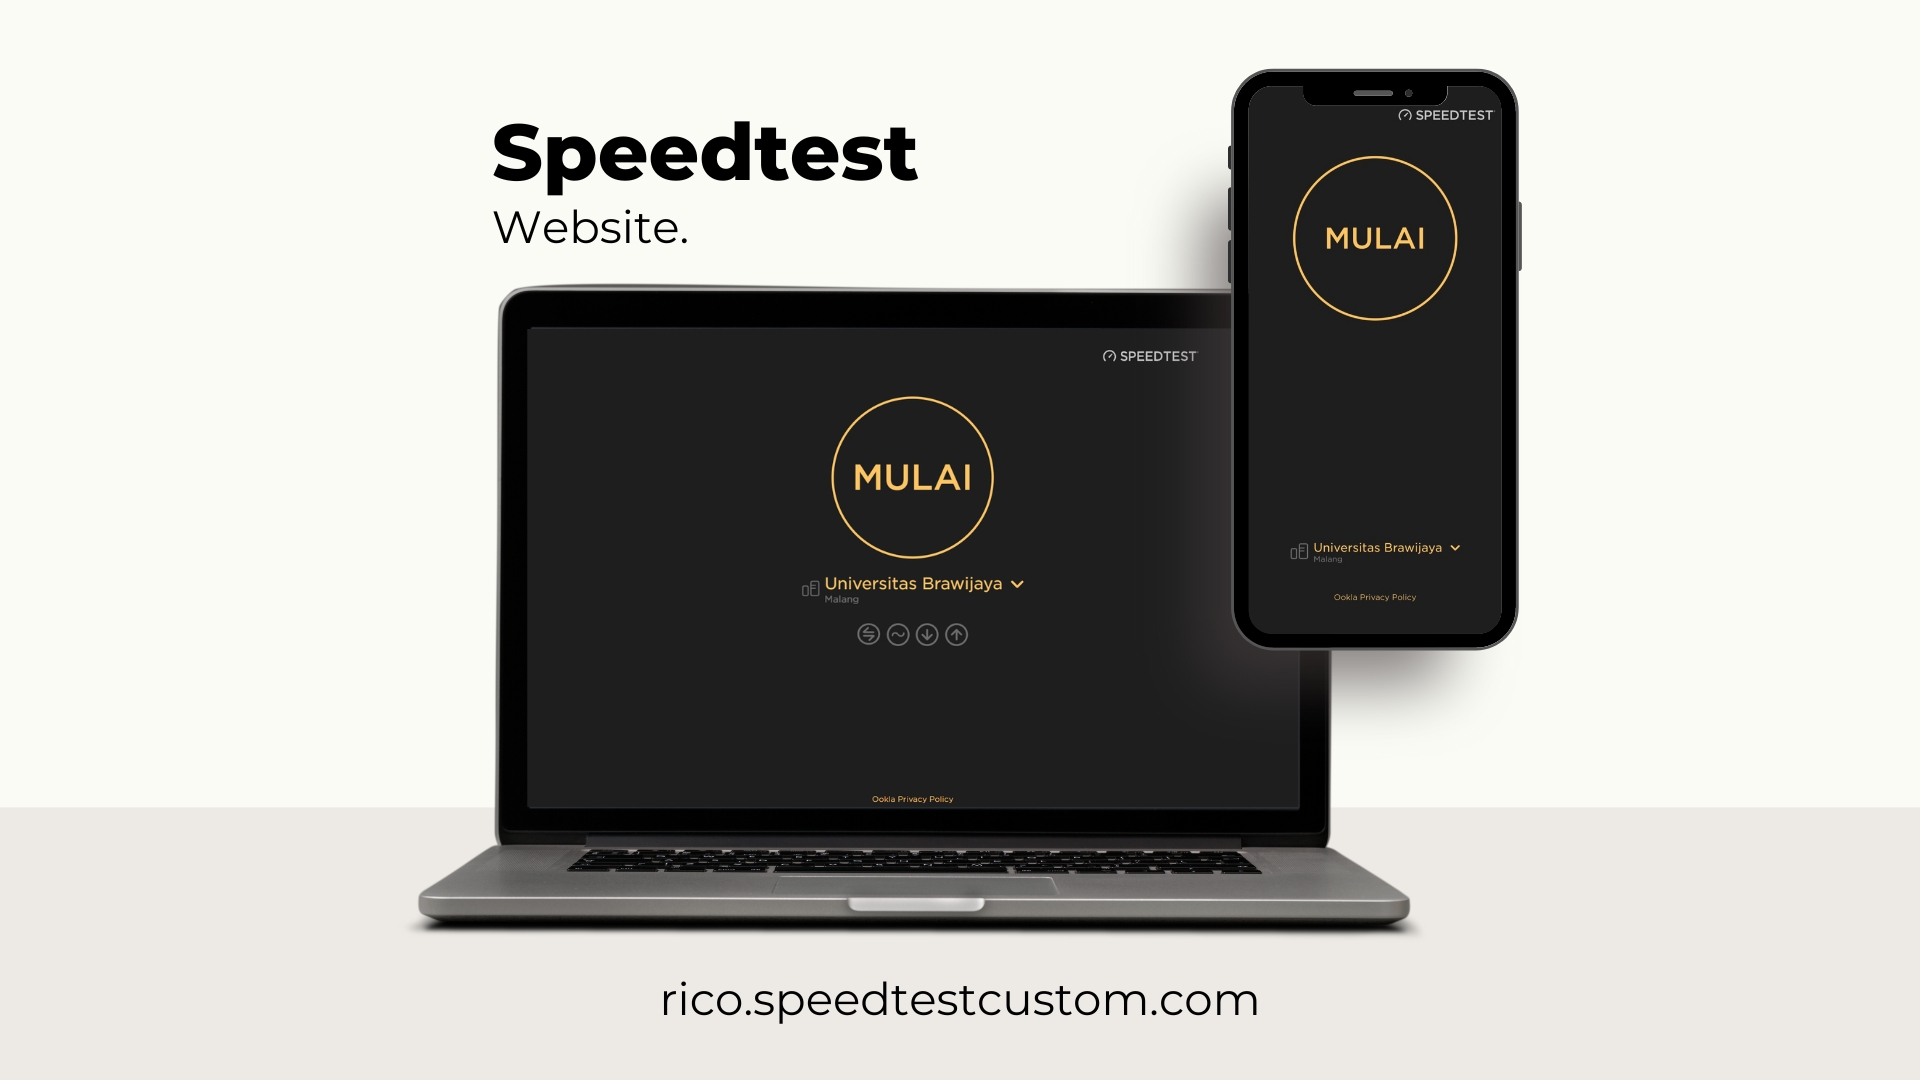 Speedtest
Website.
SPEEDTEST
MULAI
Universitas Brawijaya
Malang
Ookla Privacy Policy
SPEEDTEST
MULAI
Universitas Brawijaya
Malang
Ookla Privacy Policy
rico.speedtestcustom.com